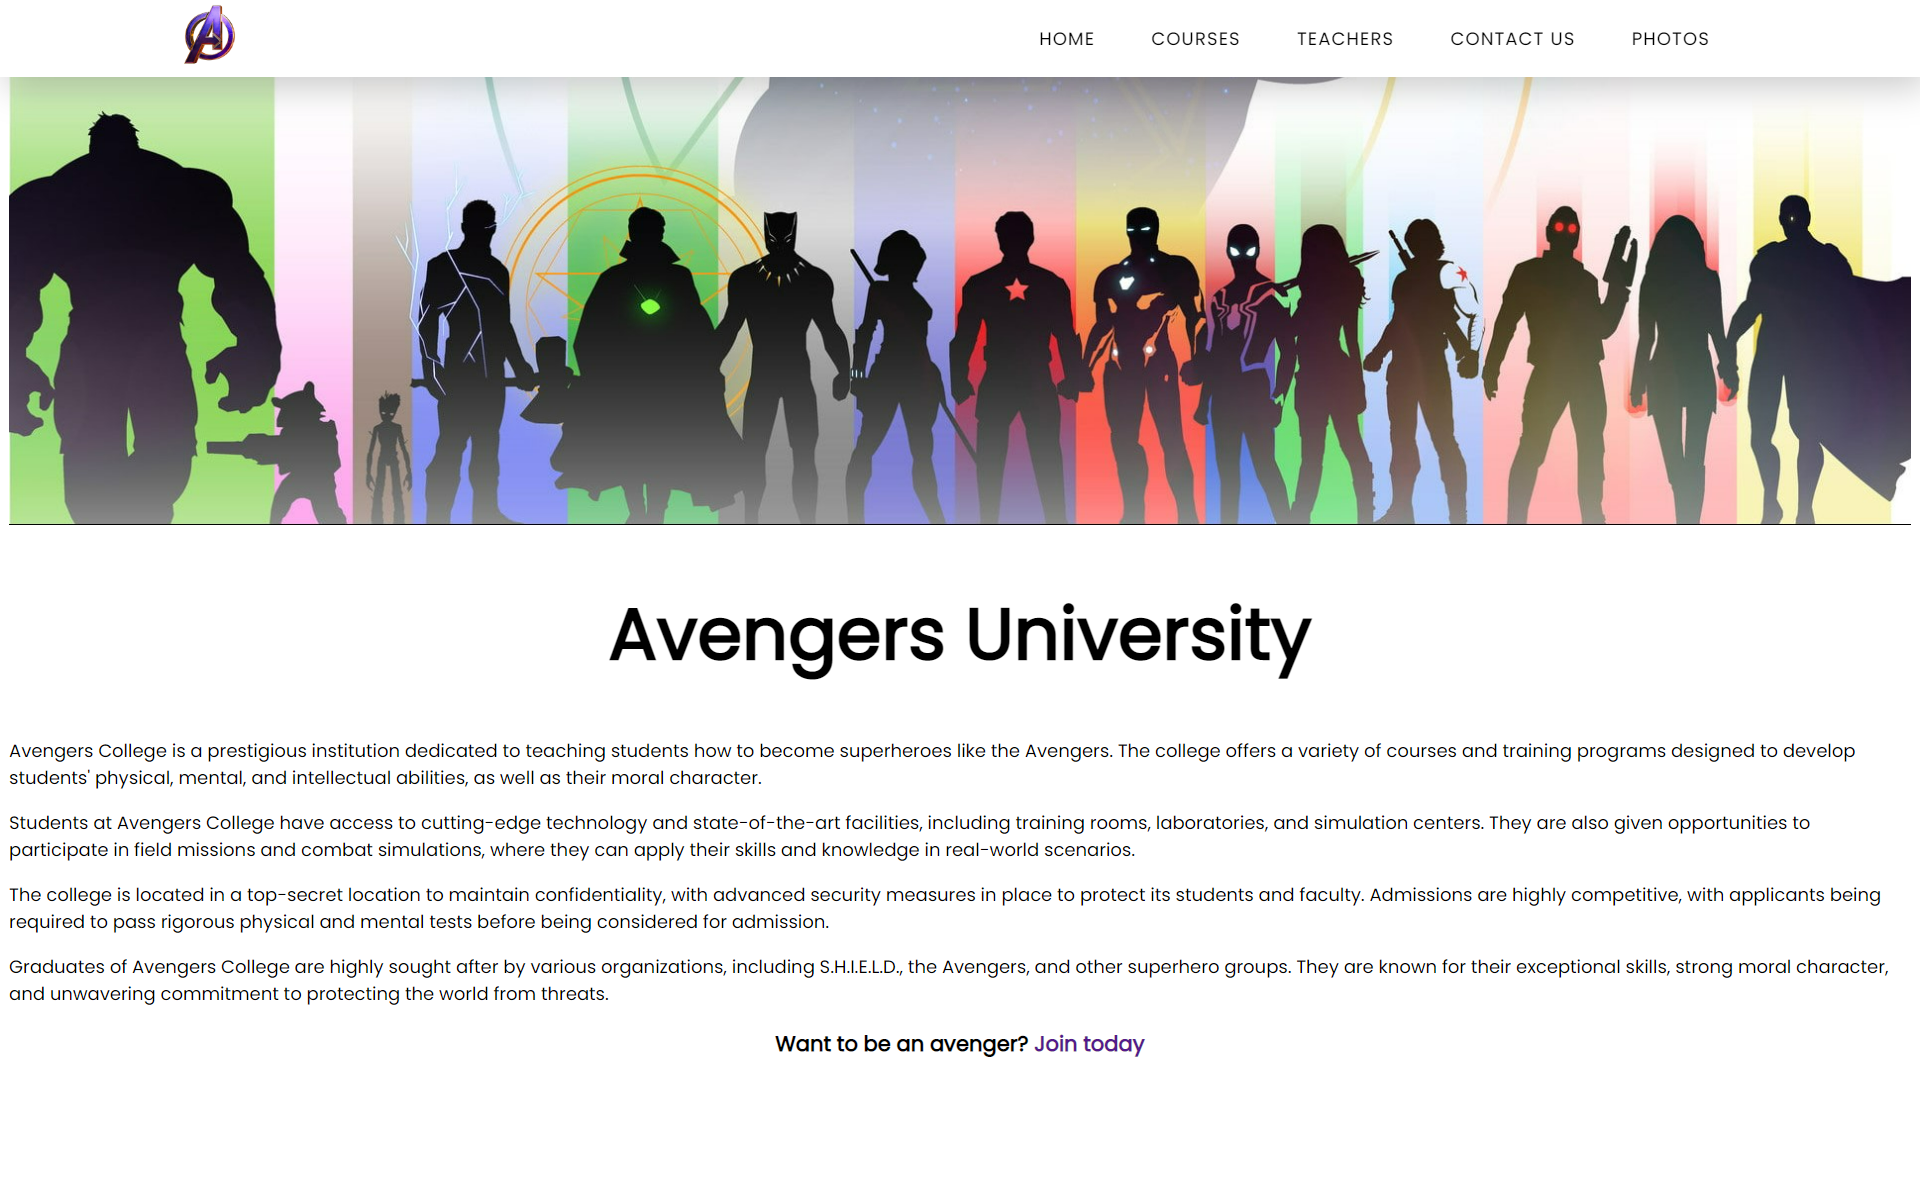 HOME COURSES TEACHERS CONTACT US PHOTOS
Avengers University
Avengers College is a prestigious institution dedicated to teaching students how to become superheroes like the Avengers. The college offers a variety of courses and training programs designed to develop
students' physical, mental, and intellectual abilities, as well as their moral character.
Students at Avengers College have access to cutting-edge technology and state-of-the-art facilities, including training rooms, laboratories, and simulation centers. They are also given opportunities to
participate in field missions and combat simulations, where they can apply their skills and knowledge in real-world scenarios.
The college is located in a top-secret location to maintain confidentiality, with advanced security measures in place to protect its students and faculty. Admissions are highly competitive, with applicants being
required to pass rigorous physical and mental tests before being considered for admission.
Graduates of Avengers College are highly sought after by various organizations, including S.H.I.E.L.D., the Avengers, and other superhero groups. They are known for their exceptional skills, strong moral character,
and unwavering commitment to protecting the world from threats.
Want to be an avenger? Join today